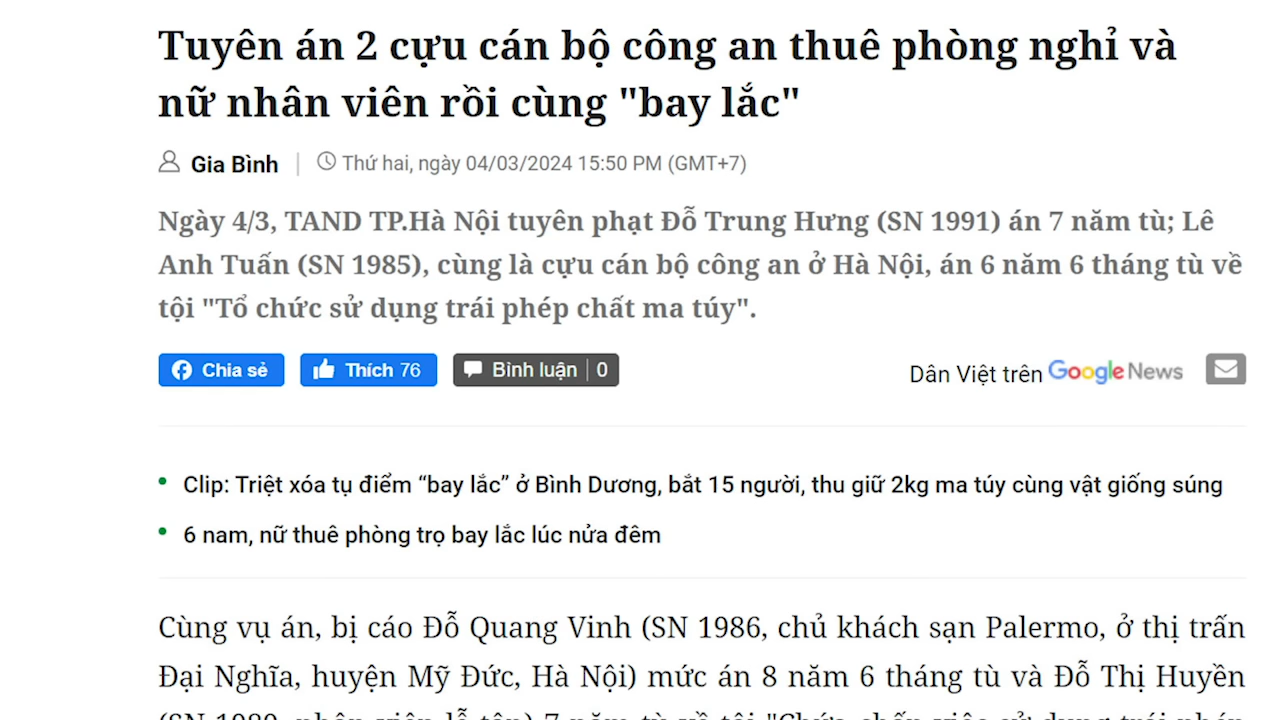 Tuyên án 2 cựu cán bộ công an thuê phòng nghỉ và
nữ nhân viên rồi cùng "bay lắc"
Gia Bình | Thứ hai, ngày 04/03/2024 15:50 PM (GMT+7)
Ngày 4/3, TAND TP.Hà Nội tuyên phạt Đỗ Trung Hưng (SN 1991) án 7 năm tù; Lê
Anh Tuấn (SN 1985), cùng là cựu cán bộ công an ở Hà Nội, án 6 năm 6 tháng tù về
tội "Tổ chức sử dụng trái phép chất ma túy".
Chia sẻ Thích 76 Bình luận | 0 Dân Việt trên Google News
Clip: Triệt xóa tụ điểm “bay lắc” ở Bình Dương, bắt 15 người, thu giữ 2kg ma túy cùng vật giống súng
6 nam, nữ thuê phòng trọ bay lắc lúc nửa đêm
Cùng vụ án, bị cáo Đỗ Quang Vinh (SN 1986, chủ khách sạn Palermo, ở thị trấn
Đại Nghĩa, huyện Mỹ Đức, Hà Nội) mức án 8 năm 6 tháng tù và Đỗ Thị Huyền